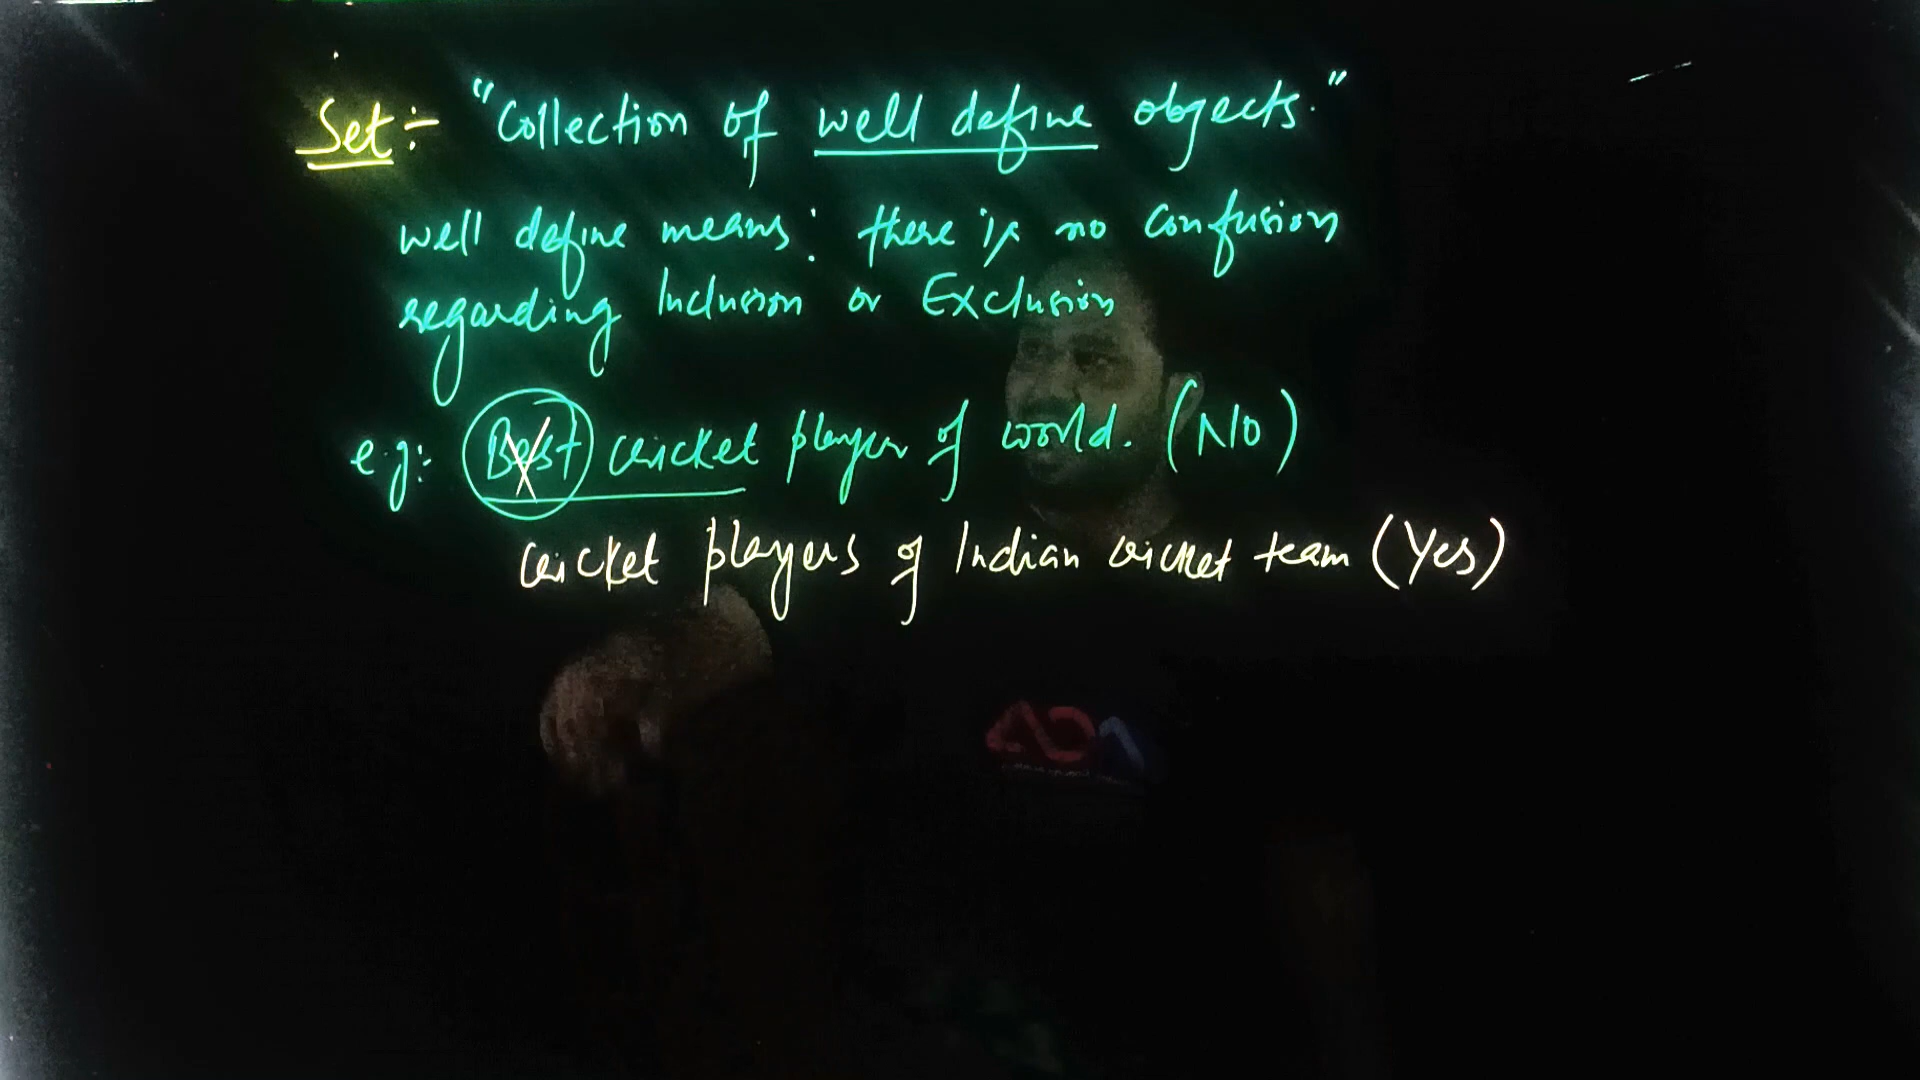 Set :- "Collection of well define objects."
well define means: there is no confusion
regarding Inclusion or Exclusion
e.g:- Best cricket player of world. (No)
cricket players of Indian cricket team (Yes)